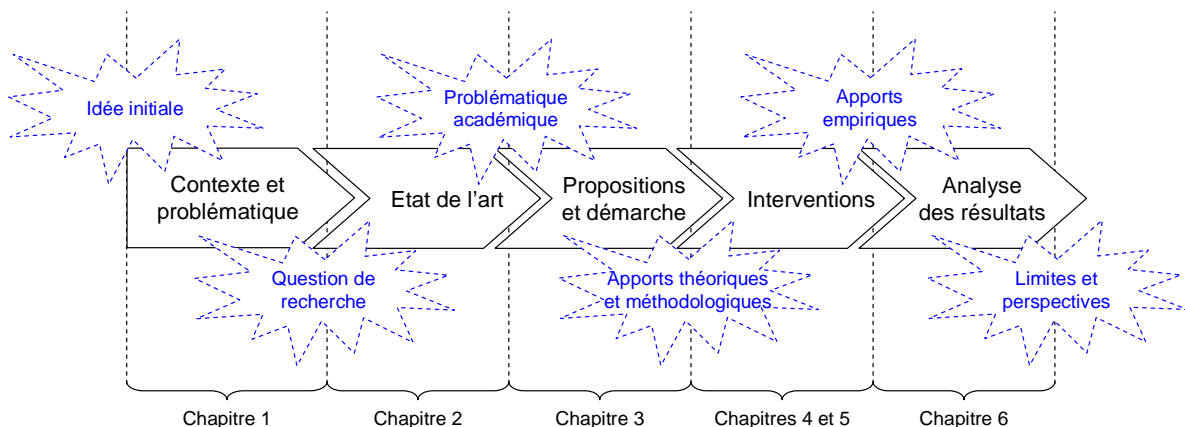 Idée initiale
Problématique
académique
Apports
empiriques
Contexte et
problématique
Etat de l’art
Propositions
et démarche
Interventions
Analyse
des résultats
Question de
recherche
Apports théoriques
et méthodologiques
Limites et
perspectives
Chapitre 1
Chapitre 2
Chapitre 3
Chapitres 4 et 5
Chapitre 6